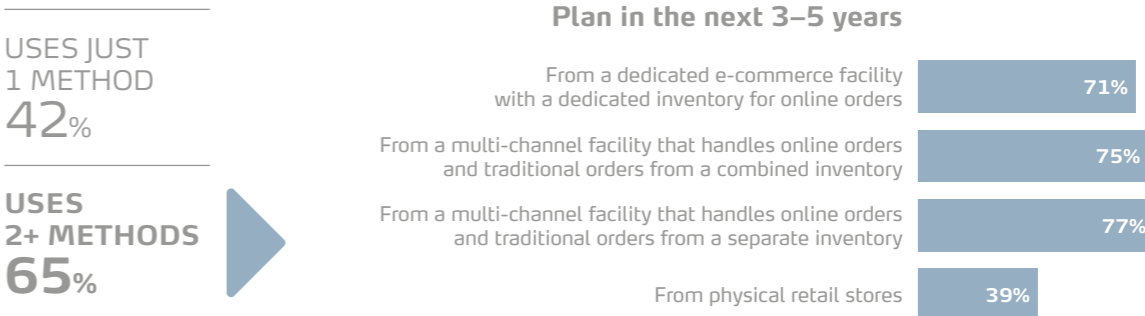 USES JUST
1 METHOD
42%
USES
2+ METHODS
65%
Plan in the next 3–5 years
From a dedicated e-commerce facility
with a dedicated inventory for online orders
71%
From a multi-channel facility that handles online orders
and traditional orders from a combined inventory
75%
From a multi-channel facility that handles online orders
and traditional orders from a separate inventory
77%
From physical retail stores
39%